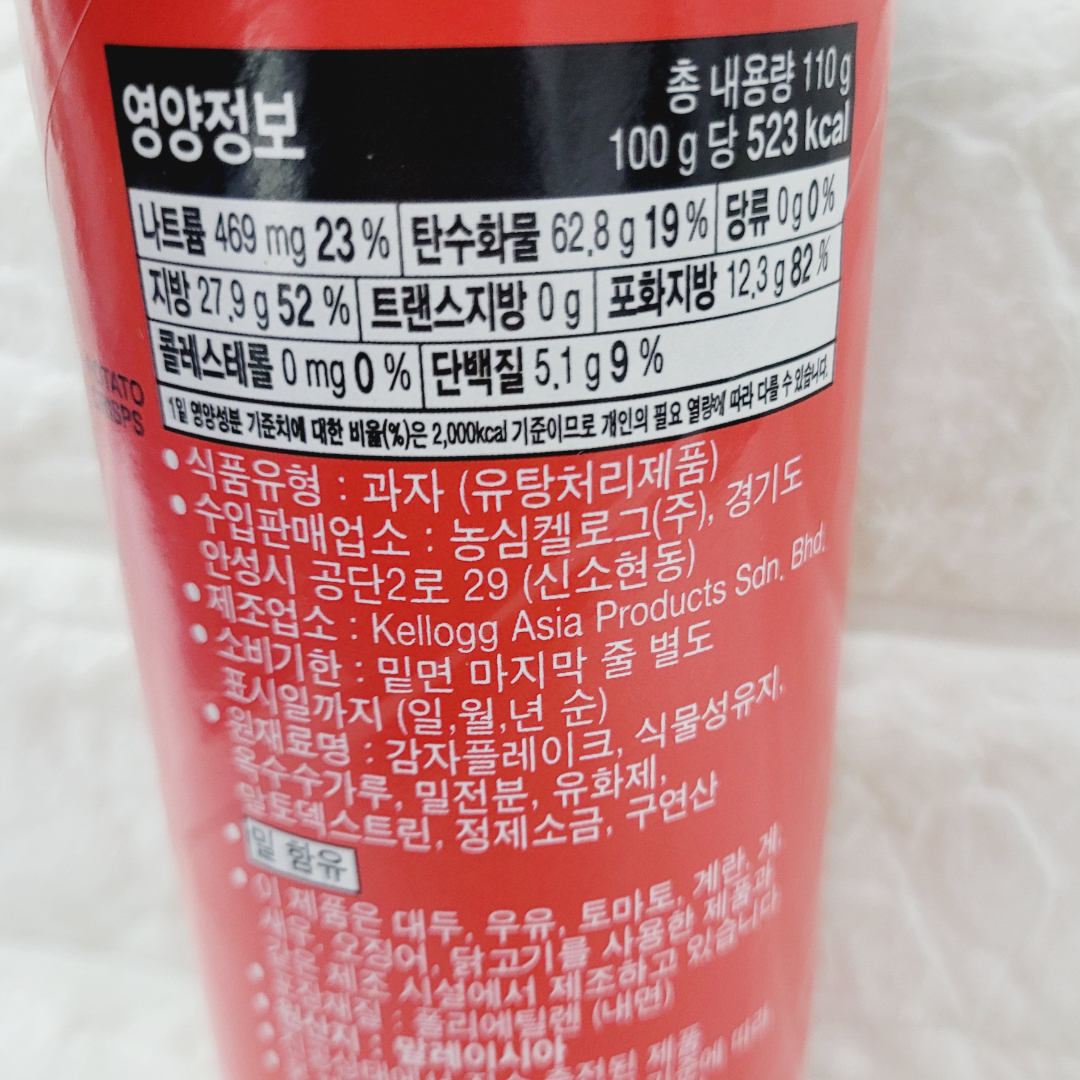 영양정보
총 내용량 110 g
100 g 당 523 kcal
나트륨 469 mg 23 % 탄수화물 62.8 g 19 % 당류 0 g 0 %
지방 27.9 g 52 % 트랜스지방 0 g 포화지방 12.3 g 82 %
콜레스테롤 0 mg 0 % 단백질 5.1 g 9 %
1일 영양성분 기준치에 대한 비율(%)은 2,000kcal 기준이므로 개인의 필요 열량에 따라 다를 수 있습니다.
• 식품유형 : 과자 (유탕처리제품)
• 수입판매업소 : 농심켈로그(주), 경기도
안성시 공단2로 29 (신소현동)
• 제조업소 : Kellogg Asia Products Sdn. Bhd.
• 소비기한 : 밑면 마지막 줄 별도
표시일까지 (일,월,년 순)
• 원재료명 : 감자플레이크, 식물성유지,
옥수수가루, 밀전분, 유화제,
말토덱스트린, 정제소금, 구연산
• 밀 함유
• 이 제품은 대두, 우유, 토마토, 계란, 게,
새우, 오징어, 닭고기를 사용한 제품과
같은 제조 시설에서 제조하고 있습니다
• 포장재질 : 폴리에틸렌 (내면)
• 원산지 : 말레이시아
제품
따라